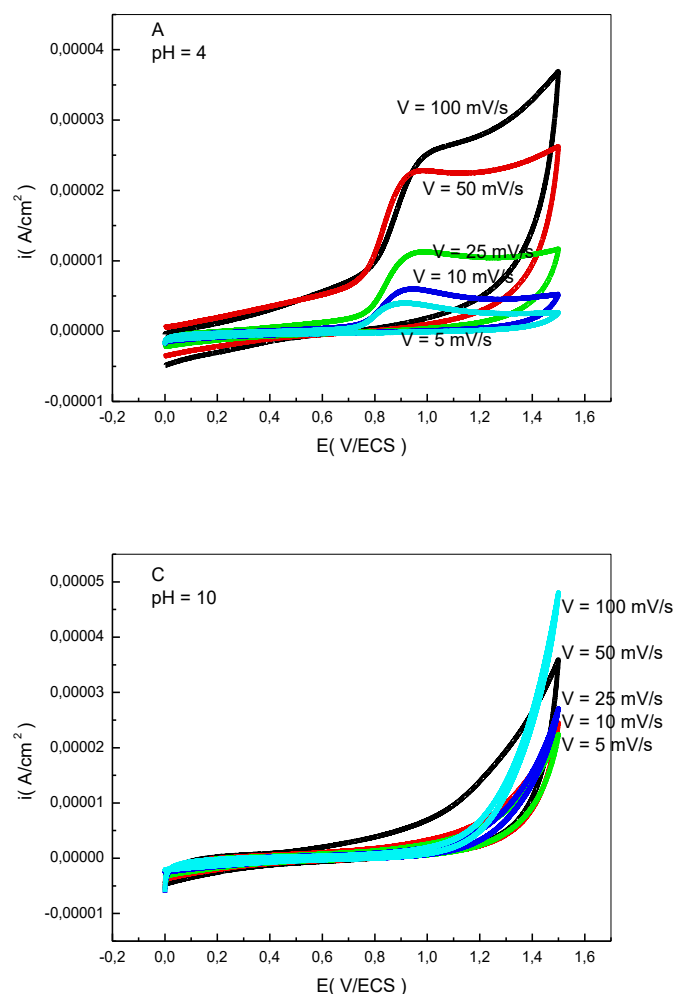 A
pH = 4
0,00004
0,00003
0,00002
0,00001
0,00000
-0,00001
i( A/cm 2 )
V = 100 mV/s
V = 50 mV/s
V = 25 mV/s
V = 10 mV/s
V = 5 mV/s
-0,2 0,0 0,2 0,4 0,6 0,8 1,0 1,2 1,4 1,6
E( V/ECS )
C
pH = 10
0,00005
0,00004
0,00003
0,00002
0,00001
0,00000
-0,00001
i( A/cm 2 )
V = 100 mV/s
V = 50 mV/s
V = 25 mV/s
V = 10 mV/s
V = 5 mV/s
-0,2 0,0 0,2 0,4 0,6 0,8 1,0 1,2 1,4 1,6
E( V/ECS )